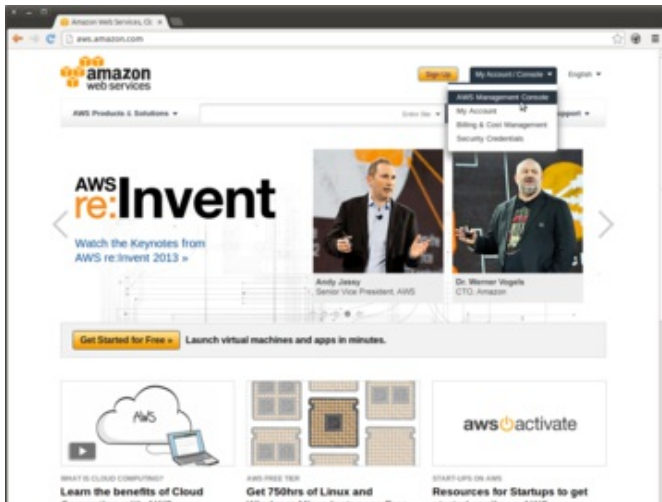 Amazon Web Services, Cl
aws.amazon.com
amazon
web services
Sign Up
My Account / Console
English
AWS Products & Solutions
Entire Site
Support
AWS Management Console
My Account
Billing & Cost Management
Security Credentials
AWS
re:Invent
Watch the Keynotes from
AWS re:Invent 2013 »
Andy Jassy
Senior Vice President, AWS
Dr. Werner Vogels
CTO, Amazon
Get Started for Free »
Launch virtual machines and apps in minutes.
AWS
aws activate
WHAT IS CLOUD COMPUTING?
Learn the benefits of Cloud
AWS FREE TIER
Get 750hrs of Linux and
START-UPS ON AWS
Resources for Startups to get